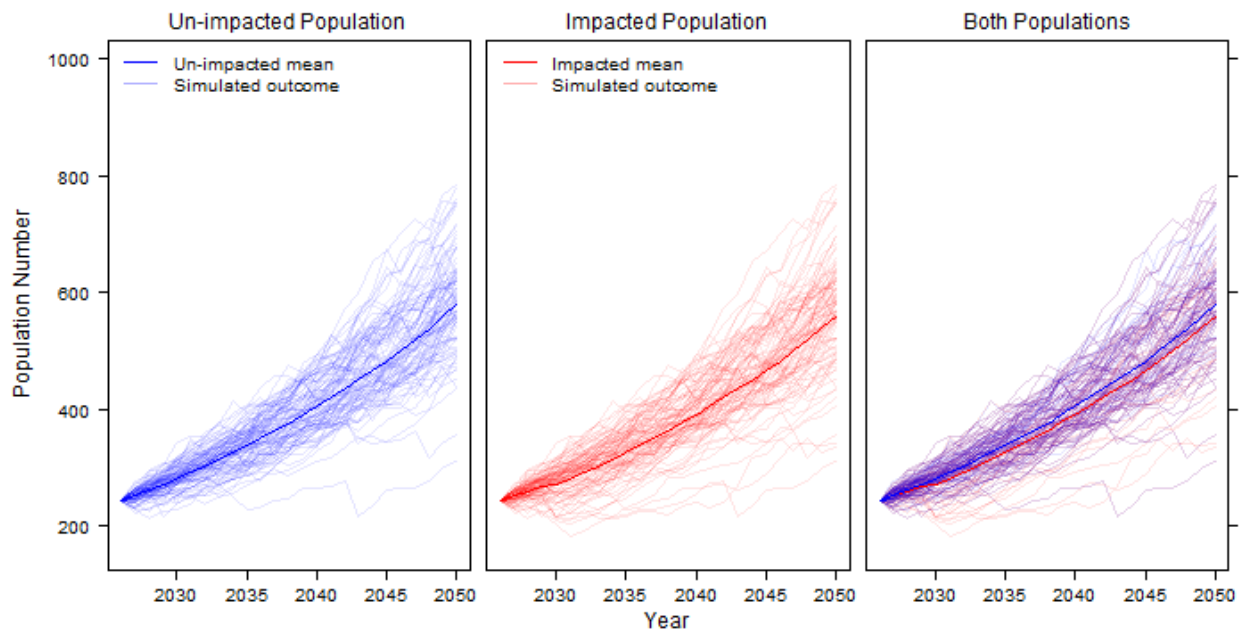 Un-impacted Population
Impacted Population
Both Populations
Un-impacted mean
Simulated outcome
Impacted mean
Simulated outcome
Population Number
1000
800
600
400
200
2030 2035 2040 2045 2050
2030 2035 2040 2045 2050
2030 2035 2040 2045 2050
Year